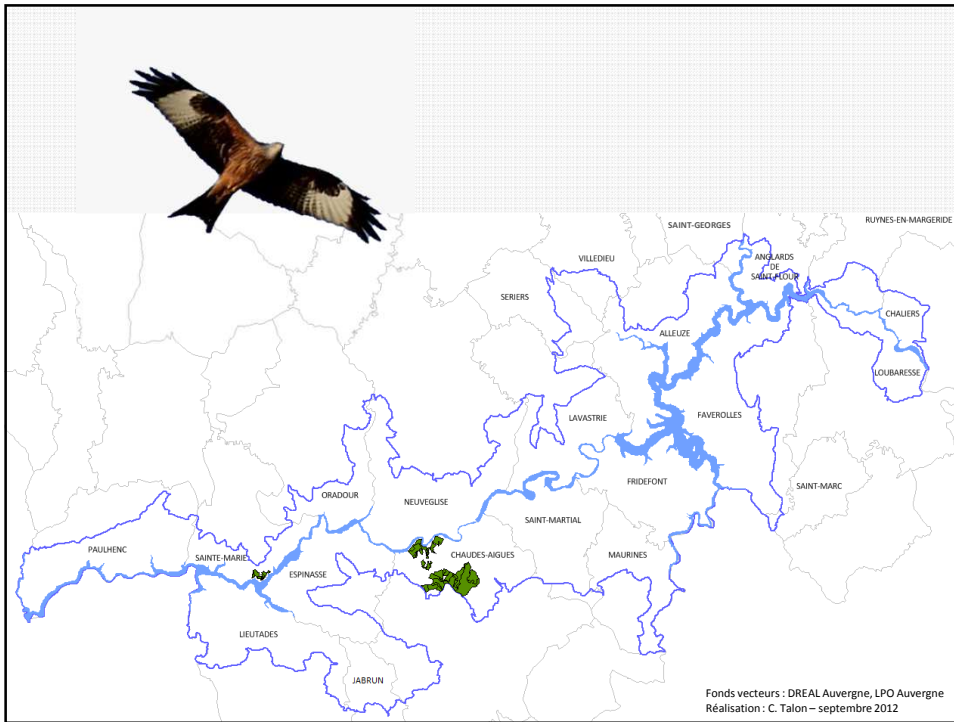 SAINT-GEORGES
RUYNES-EN-MARGERIDE
VILLEDIEU
ANGLARDS
DE
SAINT-FLOUR
SERIERS
CHALIERS
ALLEUZE
LOUBARESSE
LAVASTRIE
FAVEROLLES
FRIDEFONT
SAINT-MARC
ORADOUR
NEUVEGLISE
SAINT-MARTIAL
PAULHENC
SAINTE-MARIE
CHAUDES-AIGUES
MAURINES
ESPINASSE
LIEUTADES
JABRUN
Fonds vecteurs : DREAL Auvergne, LPO Auvergne
Réalisation : C. Talon – septembre 2012